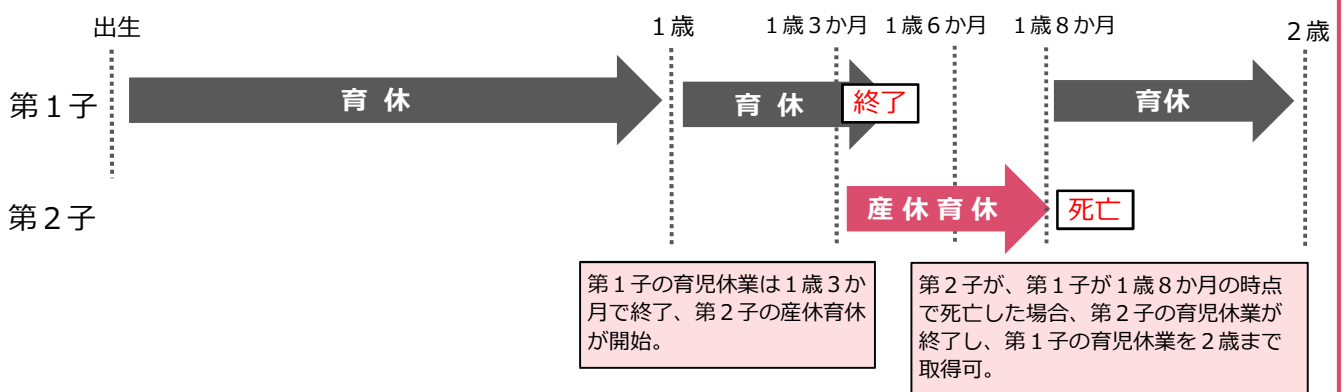 出生
１歳
１歳３か月
１歳６か月
１歳８か月
２歳
第１子
育 休
育 休
終了
育休
第２子
産 休 育 休
死亡
第１子の育児休業は１歳３か
月で終了、第２子の産休育休
が開始。
第２子が、第１子が１歳８か月の時点
で死亡した場合、第２子の育児休業が
終了し、第１子の育児休業を２歳まで
取得可。